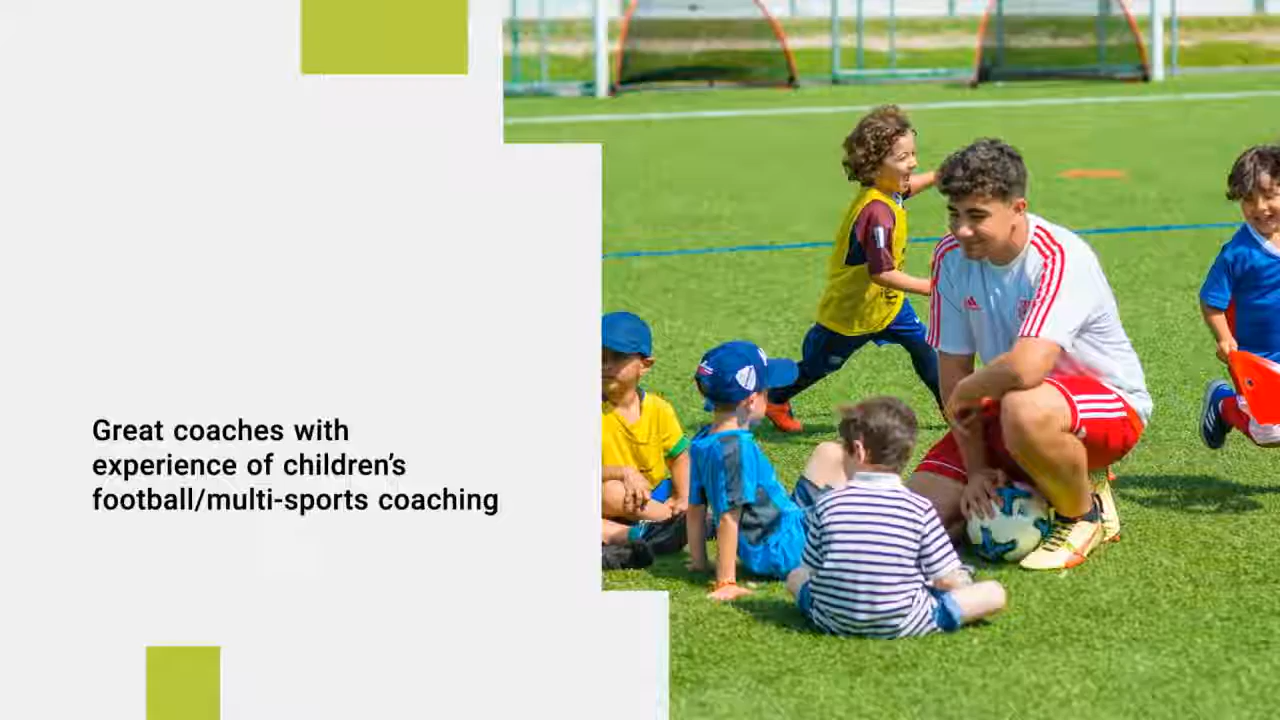 Great coaches with
experience of children’s
football/multi-sports coaching